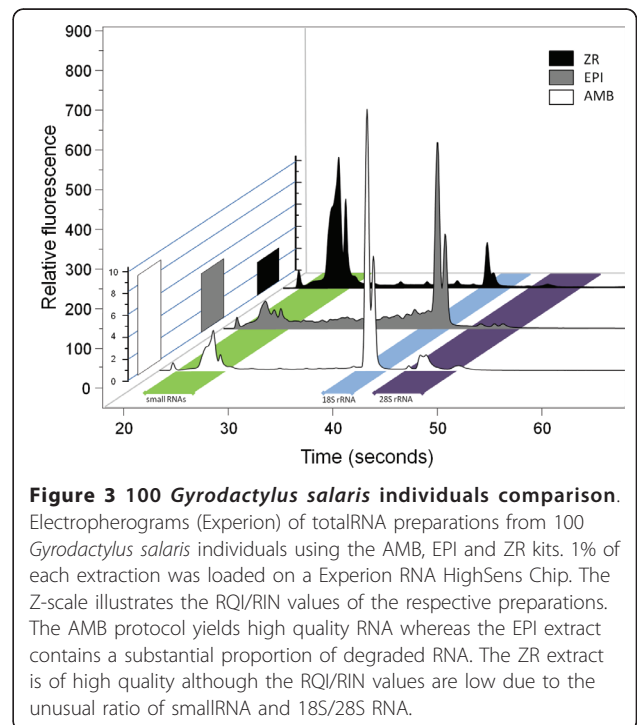 900
800
700
600
500
400
300
200
100
0
Relative fluorescence
ZR
EPI
AMB
10
8
6
4
2
0
small RNAs
18S rRNA
28S rRNA
20 30 40 50 60
Time (seconds)
Figure 3 100 Gyrodactylus salaris individuals comparison.
Electropherograms (Experion) of totalRNA preparations from 100
Gyrodactylus salaris individuals using the AMB, EPI and ZR kits. 1% of
each extraction was loaded on a Experion RNA HighSens Chip. The
Z-scale illustrates the RQI/RIN values of the respective preparations.
The AMB protocol yields high quality RNA whereas the EPI extract
contains a substantial proportion of degraded RNA. The ZR extract
is of high quality although the RQI/RIN values are low due to the
unusual ratio of smallRNA and 18S/28S RNA.